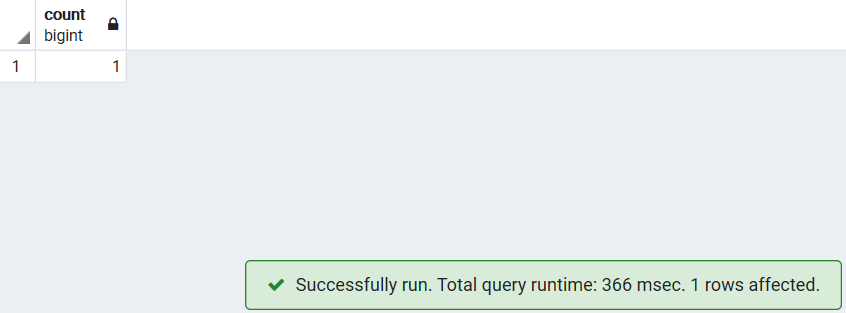 count
bigint
1 1
Successfully run. Total query runtime: 366 msec. 1 rows affected.